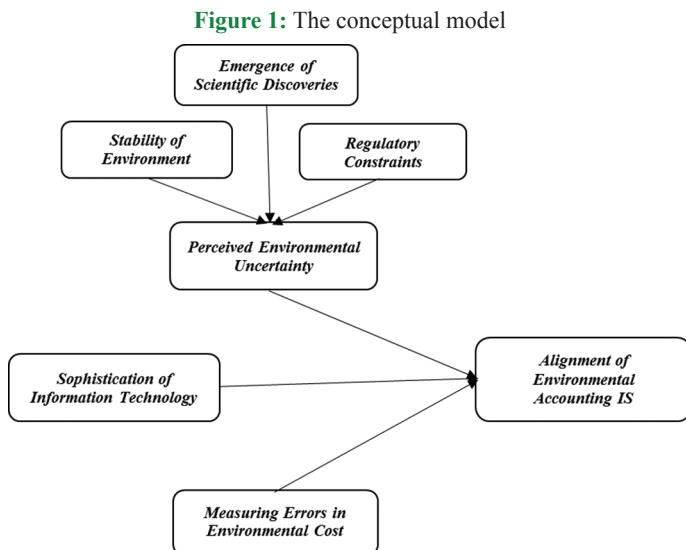 Figure 1: The conceptual model
Emergence of
Scientific Discoveries
Stability of
Environment
Regulatory
Constraints
Perceived Environmental
Uncertainty
Sophistication of
Information Technology
Alignment of
Environmental
Accounting IS
Measuring Errors in
Environmental Cost